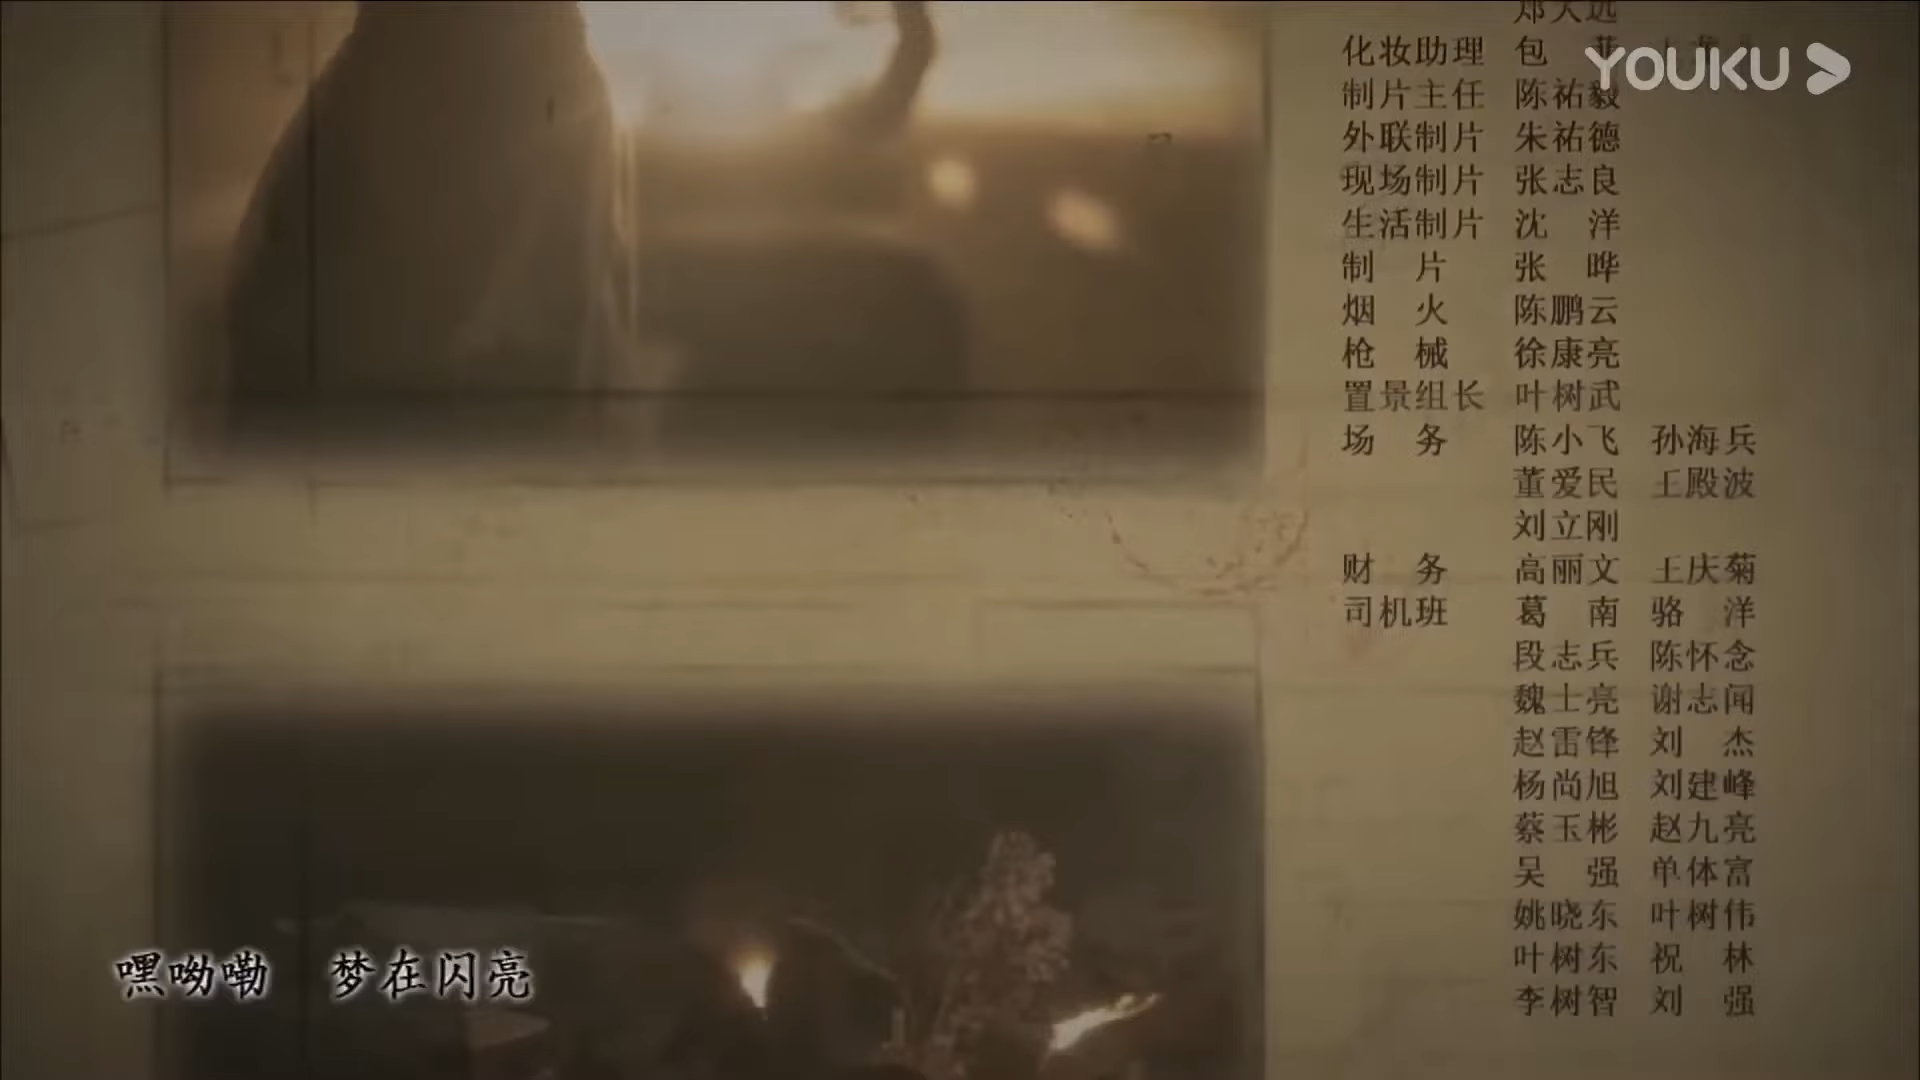 YOUKU
化妆助理 包
制片主任 陈祐毅
外联制片 朱祐德
现场制片 张志良
生活制片 沈 洋
制 片 张 晔
烟 火 陈鹏云
枪 械 徐康亮
置景组长 叶树武
场 务 陈小飞 孙海兵
董爱民 王殿波
刘立刚
财 务 高丽文 王庆菊
司机班 葛 南 骆 洋
段志兵 陈怀念
魏士亮 谢志闻
赵雷锋 刘 杰
杨尚旭 刘建峰
蔡玉彬 赵九亮
吴 强 单体富
姚晓东 叶树伟
叶树东 祝 林
李树智 刘 强
嘿呦嘞 梦在闪亮